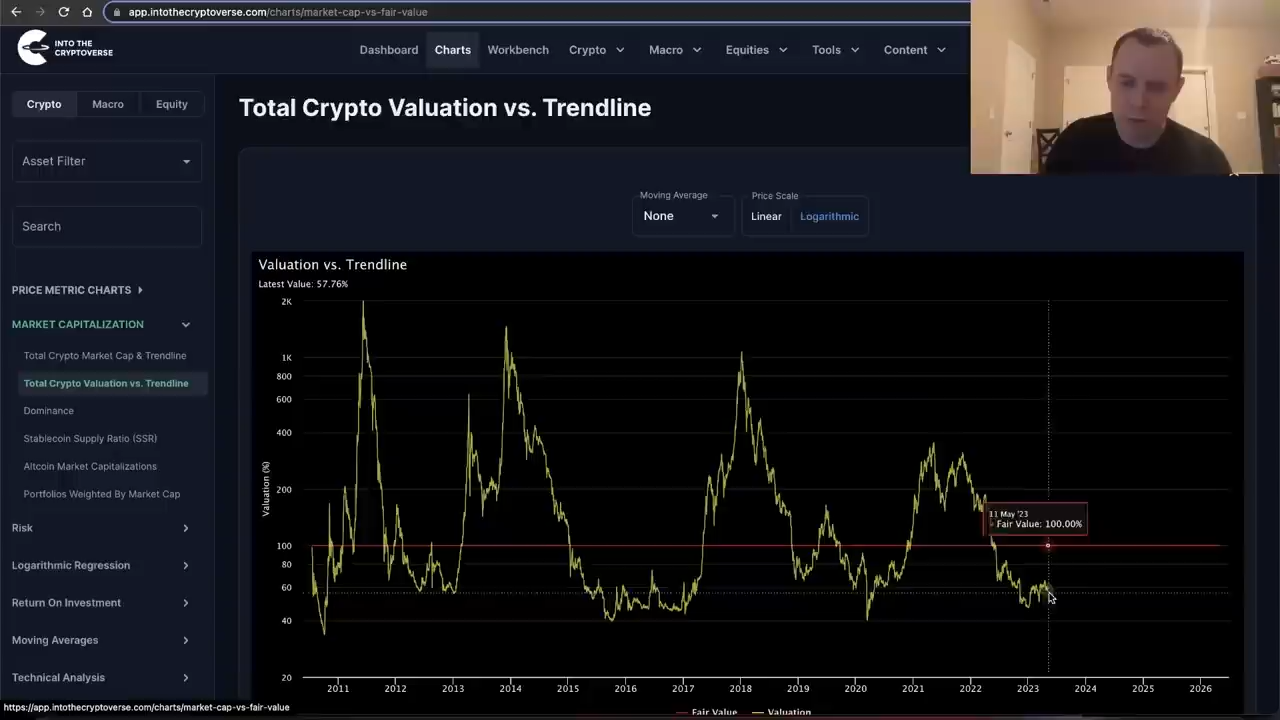 app.intothecryptoverse.com/charts/market-cap-vs-fair-value
INTO THE
CRYPTOVERSE
Dashboard Charts Workbench Crypto Macro Equities Tools Content
Crypto Macro Equity
Asset Filter
Search
PRICE METRIC CHARTS
MARKET CAPITALIZATION
Total Crypto Market Cap & Trendline
Total Crypto Valuation vs. Trendline
Dominance
Stablecoin Supply Ratio (SSR)
Altcoin Market Capitalizations
Portfolios Weighted By Market Cap
Risk
Logarithmic Regression
Return On Investment
Moving Averages
Technical Analysis
https://app.intothecryptoverse.com/charts/market-cap-vs-fair-value
Total Crypto Valuation vs. Trendline
Moving Average
None
Price Scale
Linear Logarithmic
Valuation vs. Trendline
Latest Value: 57.76%
Valuation (%)
2K
1K
800
600
400
200
100
80
60
40
20
11 May '23
Fair Value: 100.00%
2011 2012 2013 2014 2015 2016 2017 2018 2019 2020 2021 2022 2023 2024 2025 2026
Fair Value Valuation